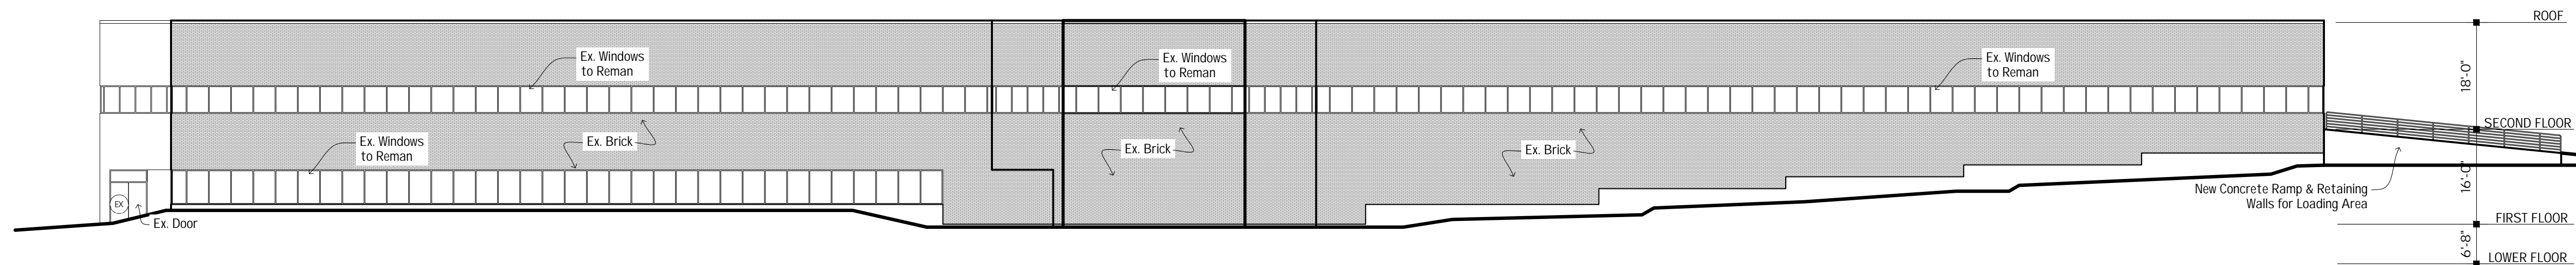 ROOF
Ex. Windows
to Reman
Ex. Windows
to Reman
Ex. Windows
to Reman
18'-0"
SECOND FLOOR
Ex. Windows
to Reman
Ex. Brick
Ex. Brick
Ex. Brick
16'-0"
New Concrete Ramp & Retaining
Walls for Loading Area
EX
Ex. Door
FIRST FLOOR
6'-8"
LOWER FLOOR